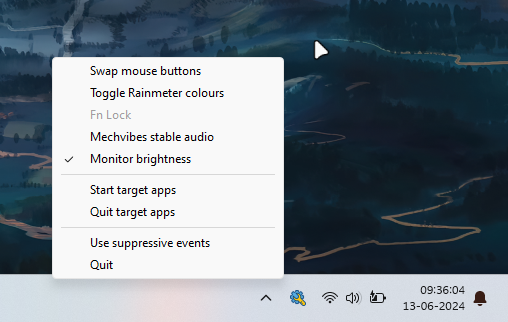 Swap mouse buttons
Toggle Rainmeter colours
Fn Lock
Mechvibes stable audio
Monitor brightness
Start target apps
Quit target apps
Use suppressive events
Quit
09:36:04
13-06-2024